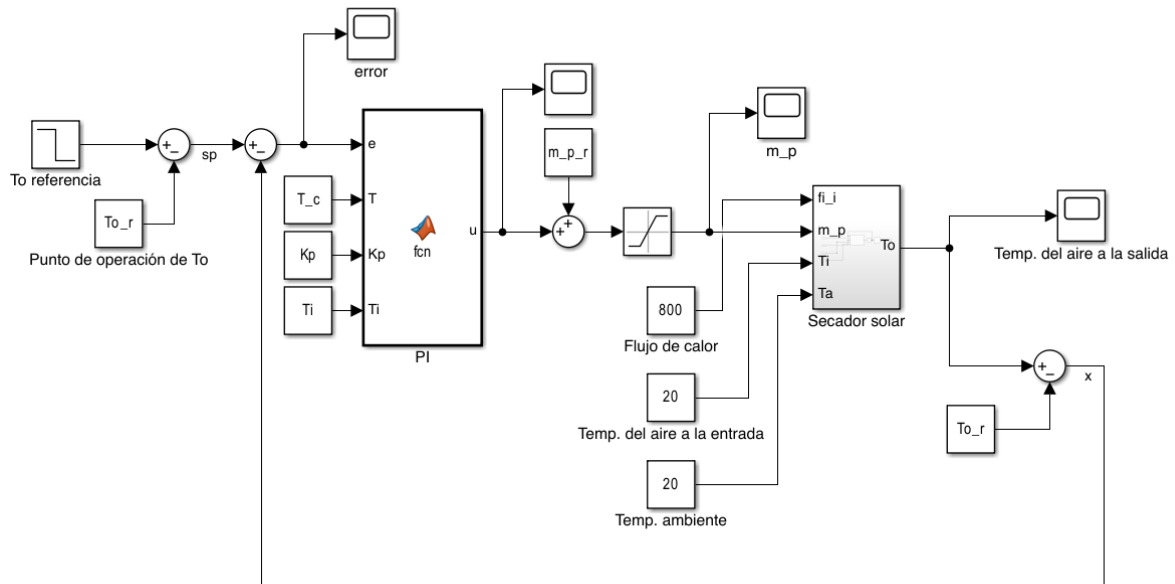 error
To referencia
sp
To_r
Punto de operación de To
T_c
Kp
Ti
e
T
Kp
Ti
u
fcn
PI
m_p_r
m_p
800
Flujo de calor
20
Temp. del aire a la entrada
20
Temp. ambiente
fi_i
m_p
Ti
Ta
To
Secador solar
Temp. del aire a la salida
x
To_r